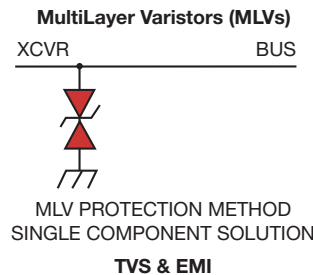 MultiLayer Varistors (MLVs)
XCVR BUS
MLV PROTECTION METHOD
SINGLE COMPONENT SOLUTION
TVS & EMI